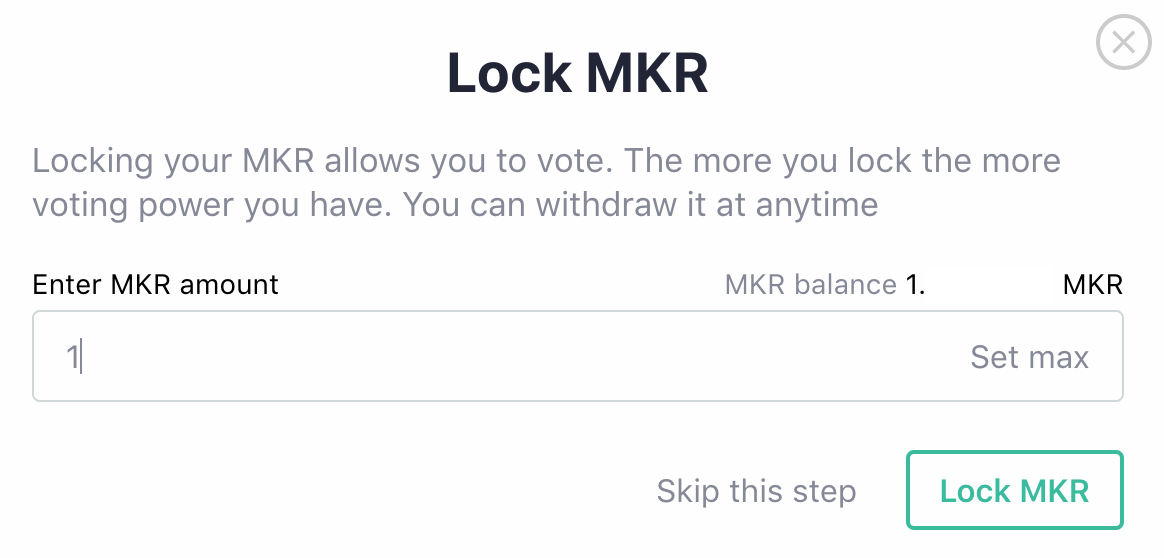 Lock MKR
Locking your MKR allows you to vote. The more you lock the more
voting power you have. You can withdraw it at anytime
Enter MKR amount MKR balance 1. MKR
1 Set max
Skip this step Lock MKR